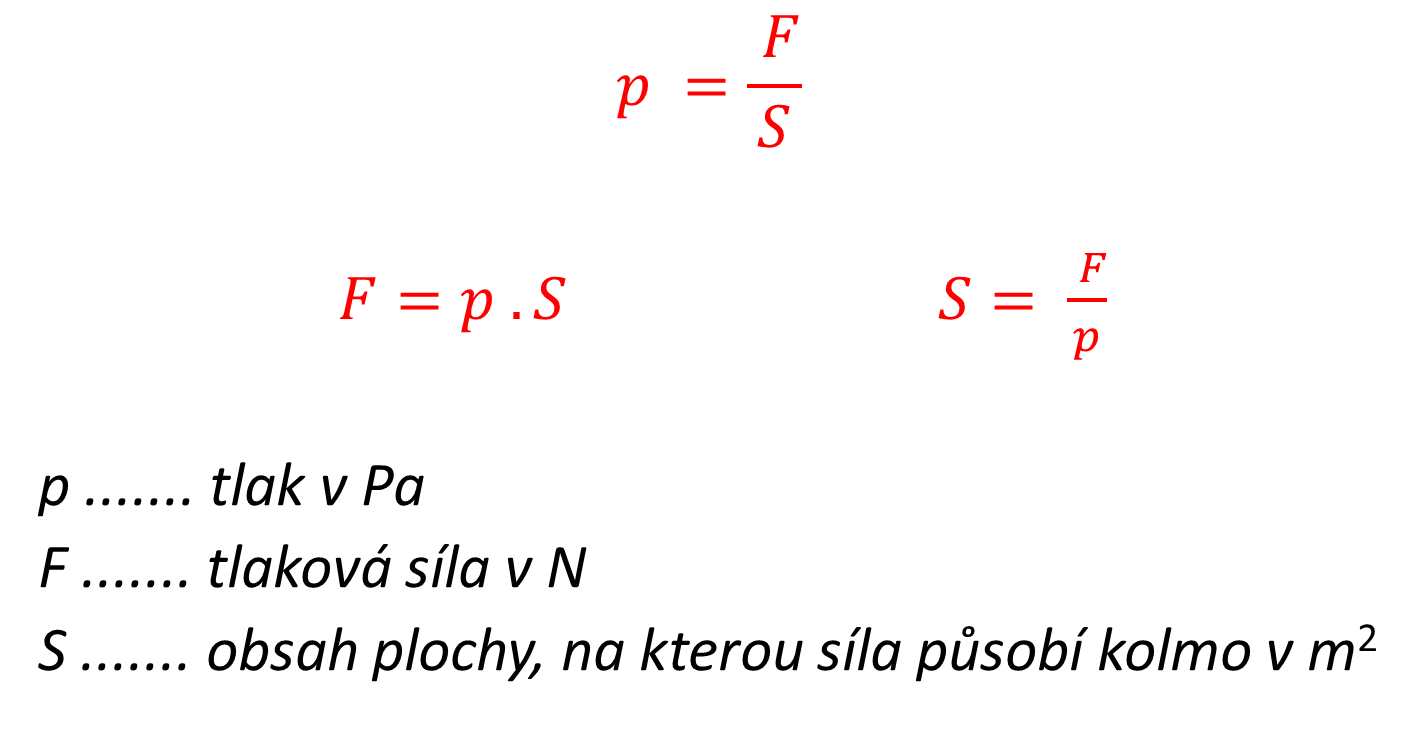 p = F/S
F = p . S    S = F/p
p ....... tlak v Pa
F ....... tlaková síla v N
S ....... obsah plochy, na kterou síla působí kolmo v m²